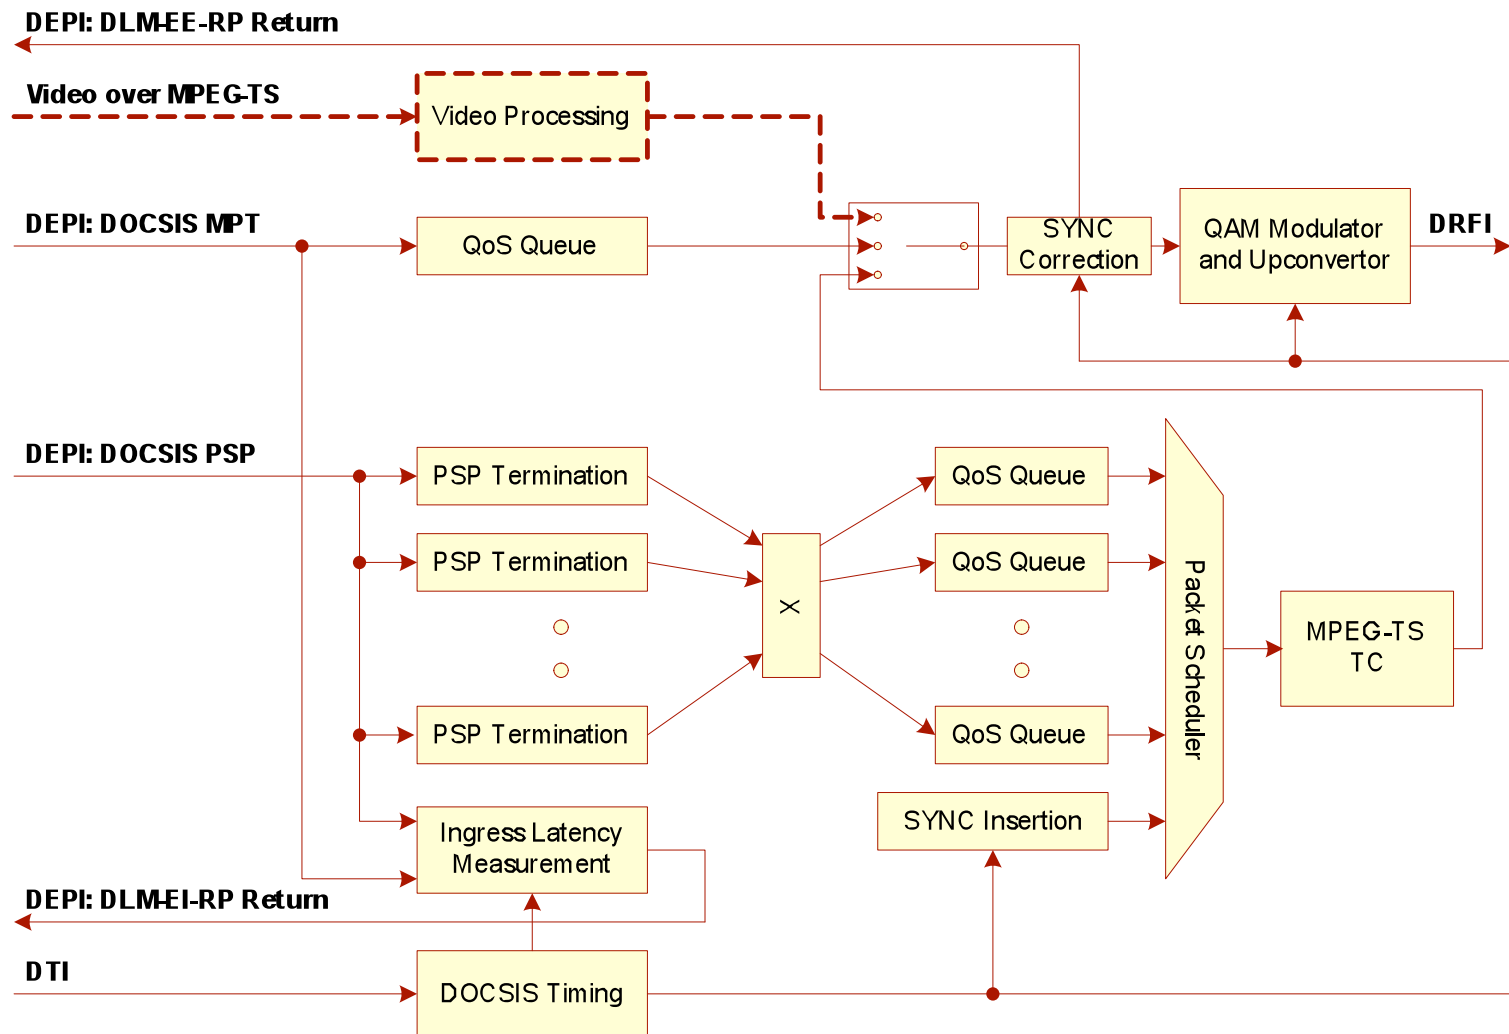 DEPI: DLM-EE-RP Return
Video over MPEG-TS
Video Processing
DEPI: DOCSIS MPT
QoS Queue
SYNC
Correction
QAM Modulator
and Upconvertor
DRFI
DEPI: DOCSIS PSP
PSP Termination
QoS Queue
PSP Termination
QoS Queue
X
Packet Scheduler
MPEG-TS
TC
PSP Termination
QoS Queue
Ingress Latency
Measurement
SYNC Insertion
DEPI: DLM-EI-RP Return
DTI
DOCSIS Timing